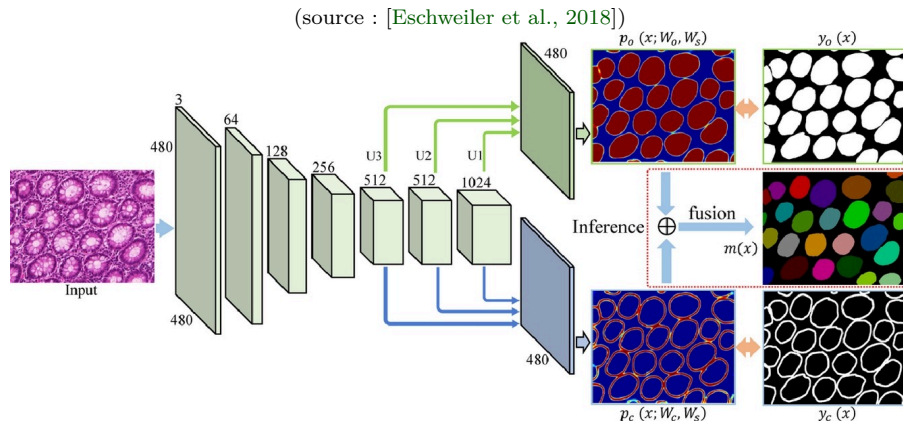 (source : [Eschweiler et al., 2018])
p_o (x; W_o, W_s)
y_o (x)
480
3
64
480
128
256
U3
U2
U1
512
512
1024
Inference
fusion
m(x)
Input
480
480
p_c (x; W_c, W_s)
y_c (x)